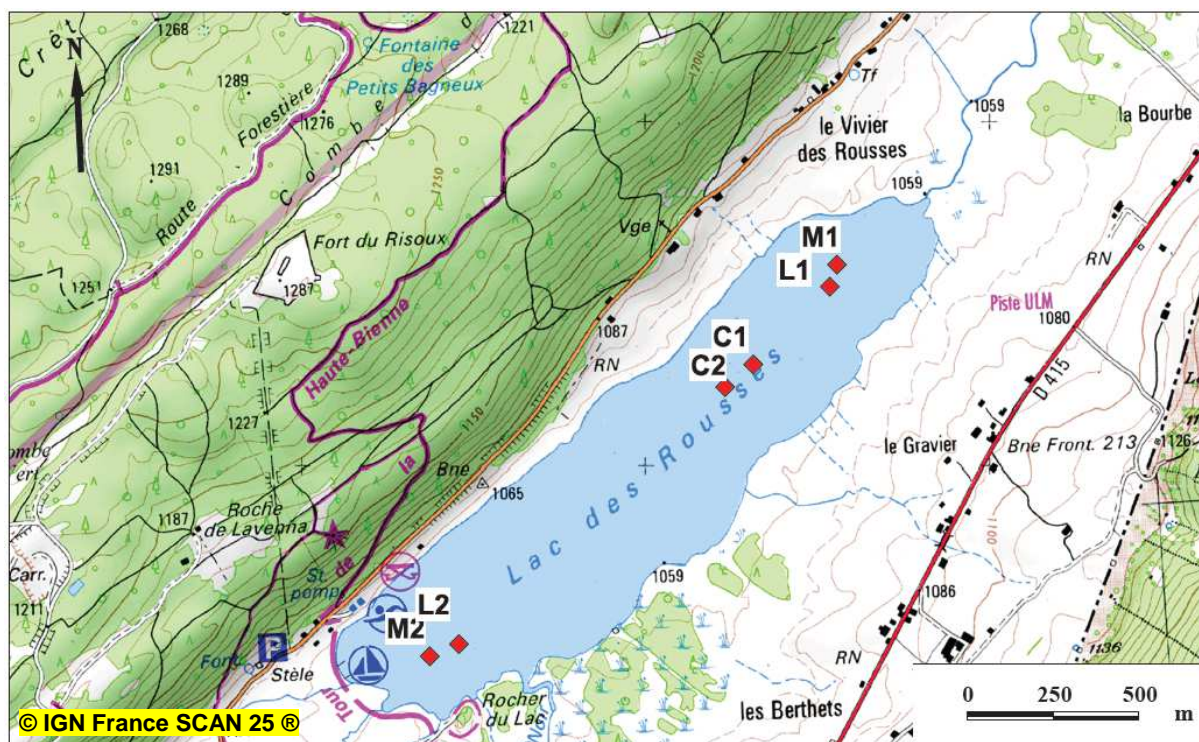 Crêt
1268
N
Fontaine
des
Petits Bagneux
d
1221
1289
Forestière
1276
Combe
1291
Route
1250
1200
Tf
1059
la Bourbe
le Vivier
des Rousses
1059
Vge
Fort du Risoux
1287
1251
M1
L1
RN
Piste ULM
1080
Haute-Bienne
1087
RN
C1
C2
D 415
1227
1150
la
Bne
1065
le Gravier
Bne Front. 213
1126
Lac des Rousses
Roche
de Lavenna
1187
1100
Carr.
1211
de
St.
pomp.
1059
1086
L2
M2
P
Font.
Stèle
Tour
Rocher
du Lac
RN
les Berthets
1136
0 250 500 m
© IGN France SCAN 25 ®